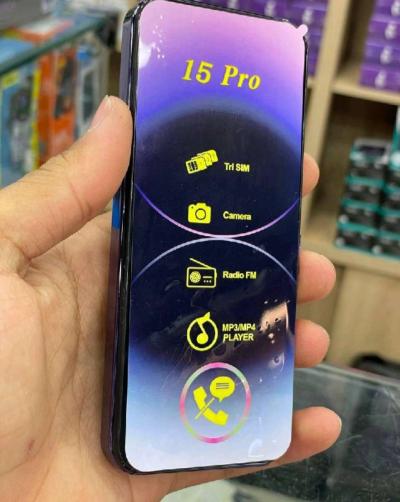 15 Pro
Tri SIM
Camera
Radio FM
MP3/MP4
PLAYER